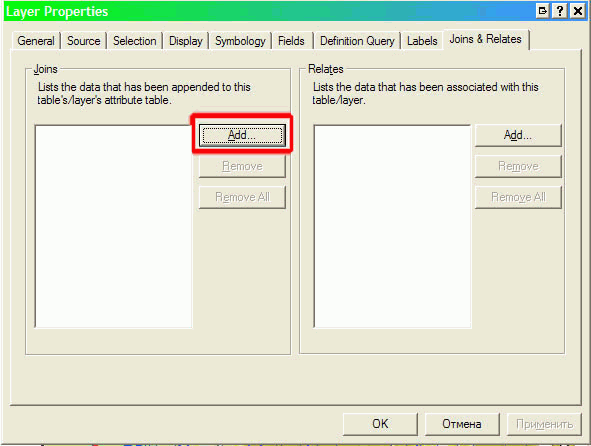 Layer Properties
General Source Selection Display Symbology Fields Definition Query Labels Joins & Relates
Joins
Lists the data that has been appended to this
table's/layer's attribute table.
Add...
Remove
Remove All
Relates
Lists the data that has been associated with this
table/layer.
Add...
Remove
Remove All
OK Отмена Применить